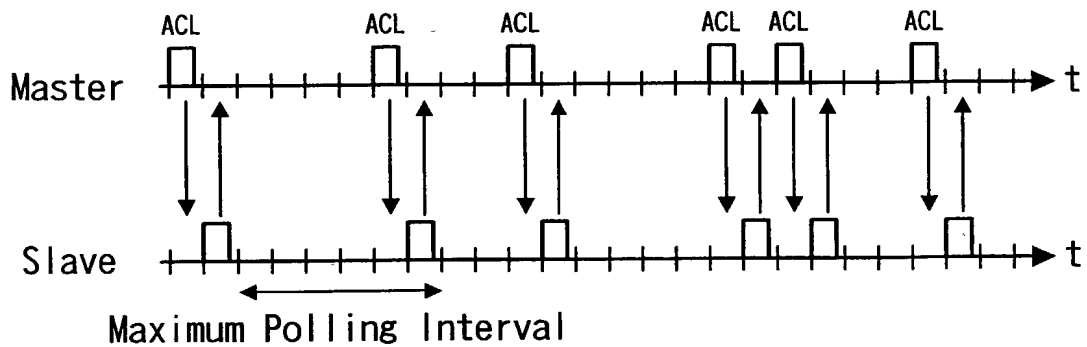 ACL ACL ACL ACL ACL ACL
Master t
Slave t
Maximum Polling Interval